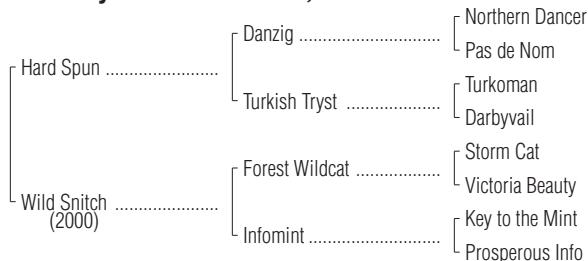 Northern Dancer
Danzig ..............................
Pas de Nom
Hard Spun ........................
Turkoman
Turkish Tryst ....................
Darbyvail
Storm Cat
Forest Wildcat ..................
Victoria Beauty
Wild Snitch ......................
(2000)
Key to the Mint
Infomint ............................
Prosperous Info